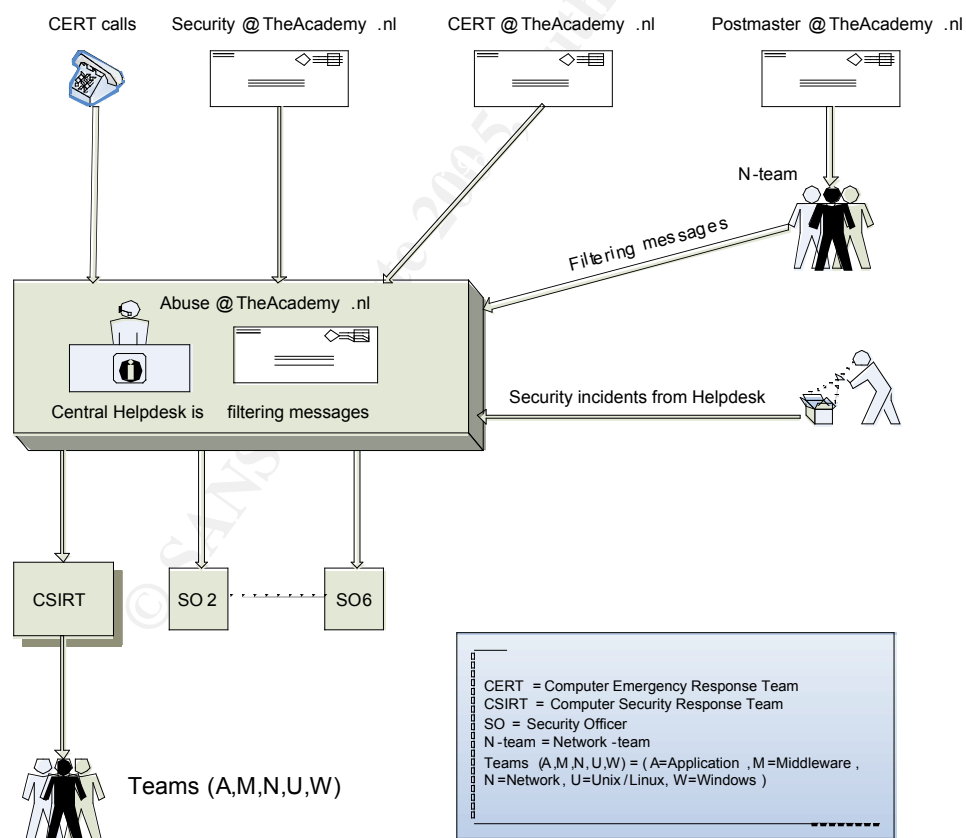 CERT calls
Security @ TheAcademy .nl
CERT @ TheAcademy .nl
Postmaster @ TheAcademy .nl
N-team
Filtering messages
Abuse @ TheAcademy .nl
Central Helpdesk is filtering messages
Security incidents from Helpdesk
CSIRT
SO 2
SO6
Teams (A,M,N,U,W)
CERT = Computer Emergency Response Team
CSIRT = Computer Security Response Team
SO = Security Officer
N-team = Network -team
Teams (A,M,N,U,W) = ( A=Application , M=Middleware ,
N=Network, U=Unix/Linux, W=Windows )
© SANS